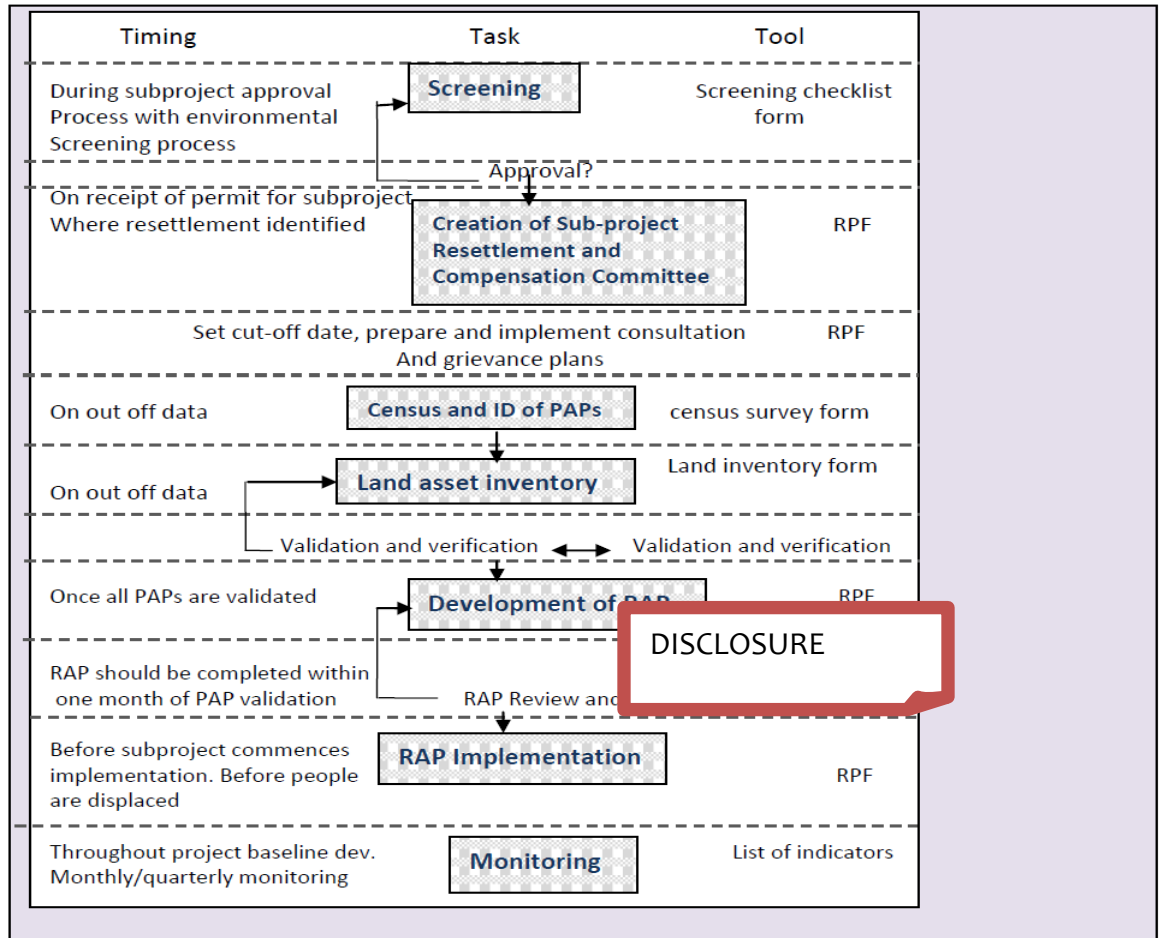 Timing Task Tool
During subproject approval
Process with environmental
Screening process
Screening
Screening checklist
form
Approval?
On receipt of permit for subproject
Where resettlement identified
Creation of Sub-project
Resettlement and
Compensation Committee
RPF
Set cut-off date, prepare and implement consultation
And grievance plans
RPF
On out off data
Census and ID of PAPs
census survey form
On out off data
Land asset inventory
Land inventory form
Validation and verification Validation and verification
Once all PAPs are validated
Development of RAP
RPF
DISCLOSURE
RAP should be completed within
one month of PAP validation
RAP Review and
Before subproject commences
implementation. Before people
are displaced
RAP Implementation
RPF
Throughout project baseline dev.
Monthly/quarterly monitoring
Monitoring
List of indicators